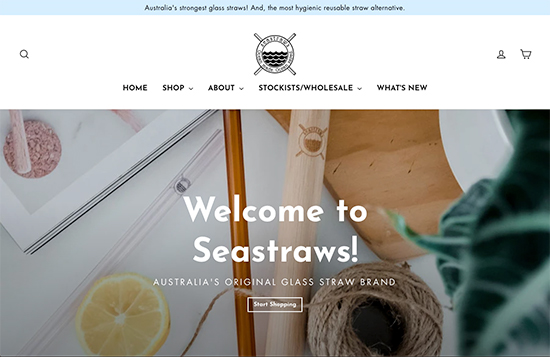 Australia's strongest glass straws! And, the most hygienic reusable straw alternative.
SEASTRAWS
HOME SHOP ABOUT STOCKISTS/WHOLESALE WHAT'S NEW
Welcome to
Seastraws!
AUSTRALIA'S ORIGINAL GLASS STRAW BRAND
Start Shopping